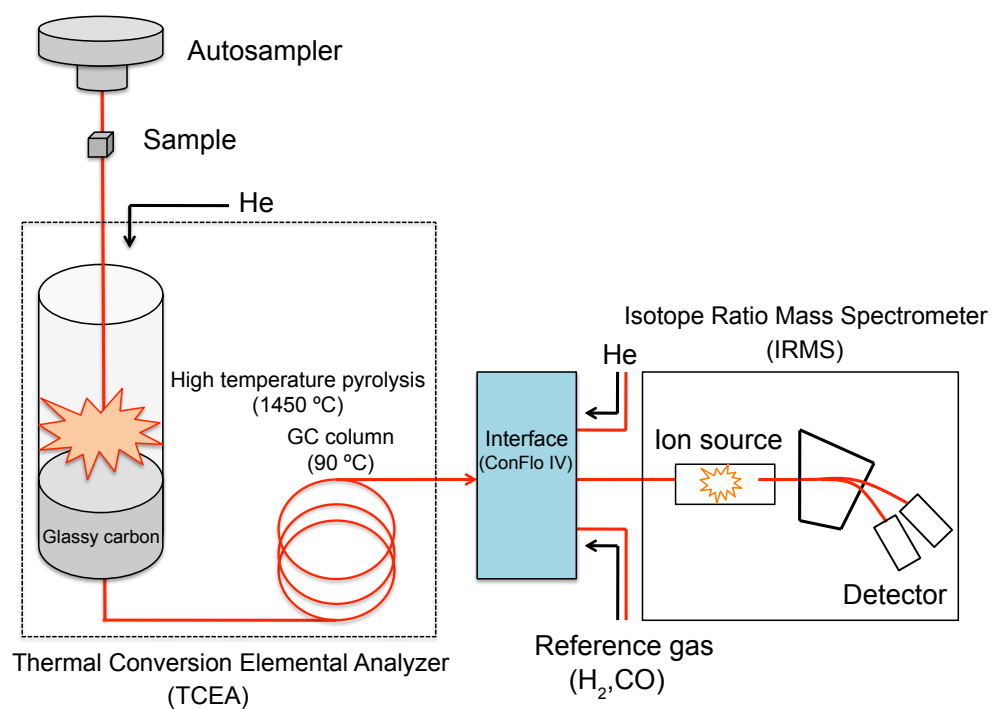 Autosampler
Sample
He
High temperature pyrolysis
(1450 ºC)
GC column
(90 ºC)
Glassy carbon
Thermal Conversion Elemental Analyzer
(TCEA)
Interface
(ConFlo IV)
He
Reference gas
(H₂,CO)
Isotope Ratio Mass Spectrometer
(IRMS)
Ion source
Detector